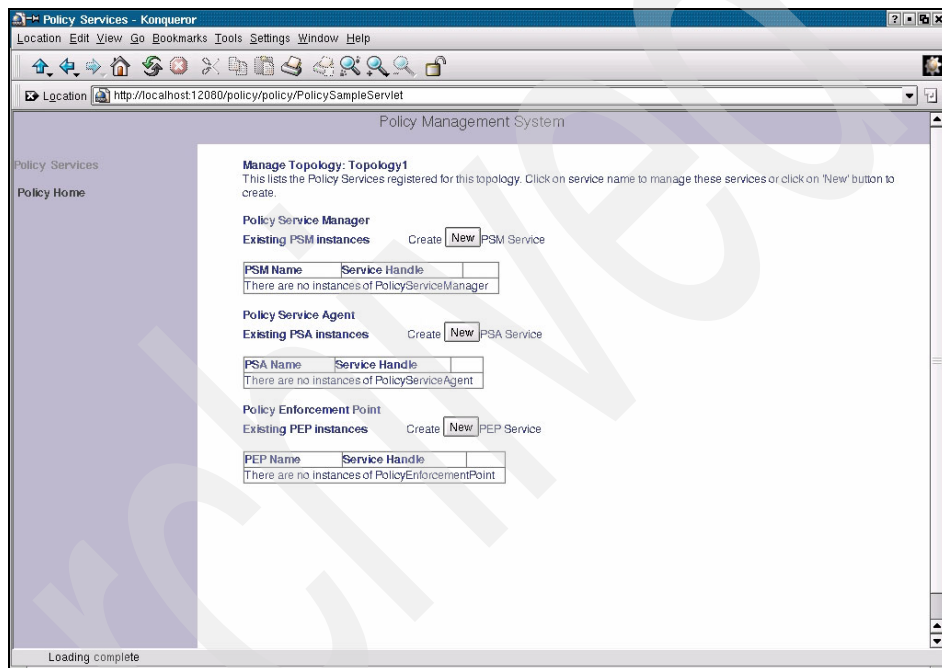 Policy Services - Konqueror
Location Edit View Go Bookmarks Tools Settings Window Help
Location http://localhost:12080/policy/policy/PolicySampleServlet
Policy Management System
Policy Services
Policy Home
Manage Topology: Topology1
This lists the Policy Services registered for this topology. Click on service name to manage these services or click on 'New' button to
create.
Policy Service Manager
Existing PSM instances Create New PSM Service
PSM Name Service Handle
There are no instances of PolicyServiceManager
Policy Service Agent
Existing PSA instances Create New PSA Service
PSA Name Service Handle
There are no instances of PolicyServiceAgent
Policy Enforcement Point
Existing PEP instances Create New PEP Service
PEP Name Service Handle
There are no instances of PolicyEnforcementPoint
Loading complete